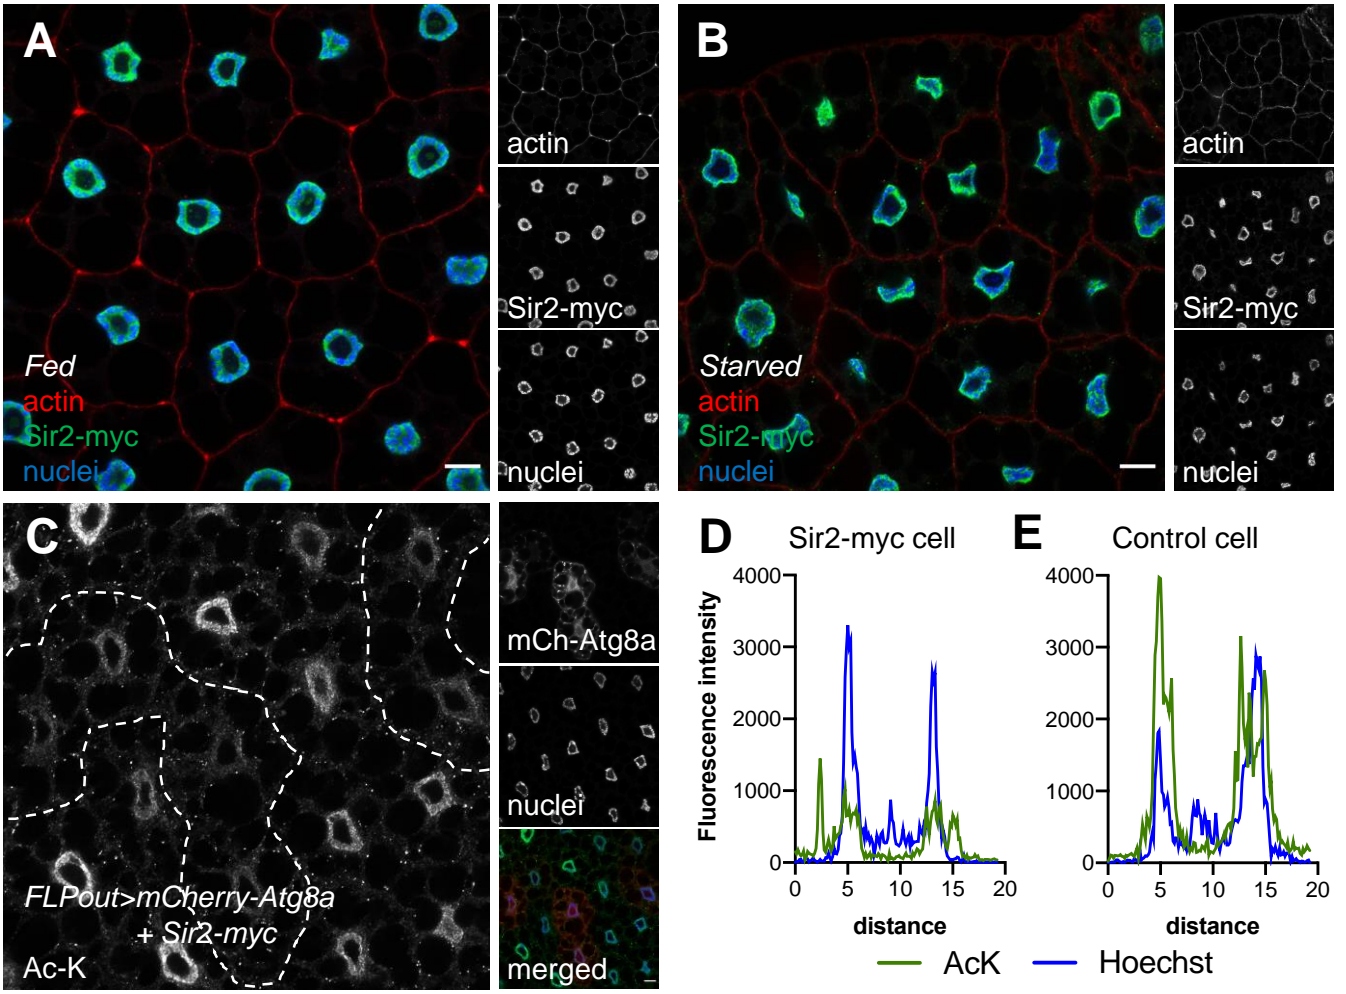 A
Fed
actin
Sir2-myc
nuclei
actin
Sir2-myc
nuclei
B
Starved
actin
Sir2-myc
nuclei
actin
Sir2-myc
nuclei
C
FLPout>mCherry-Atg8a
+ Sir2-myc
Ac-K
mCh-Atg8a
nuclei
merged
D
Sir2-myc cell
Fluorescence intensity
4000
3000
2000
1000
0
0 5 10 15 20
distance
E
Control cell
4000
3000
2000
1000
0
0 5 10 15 20
distance
AcK Hoechst